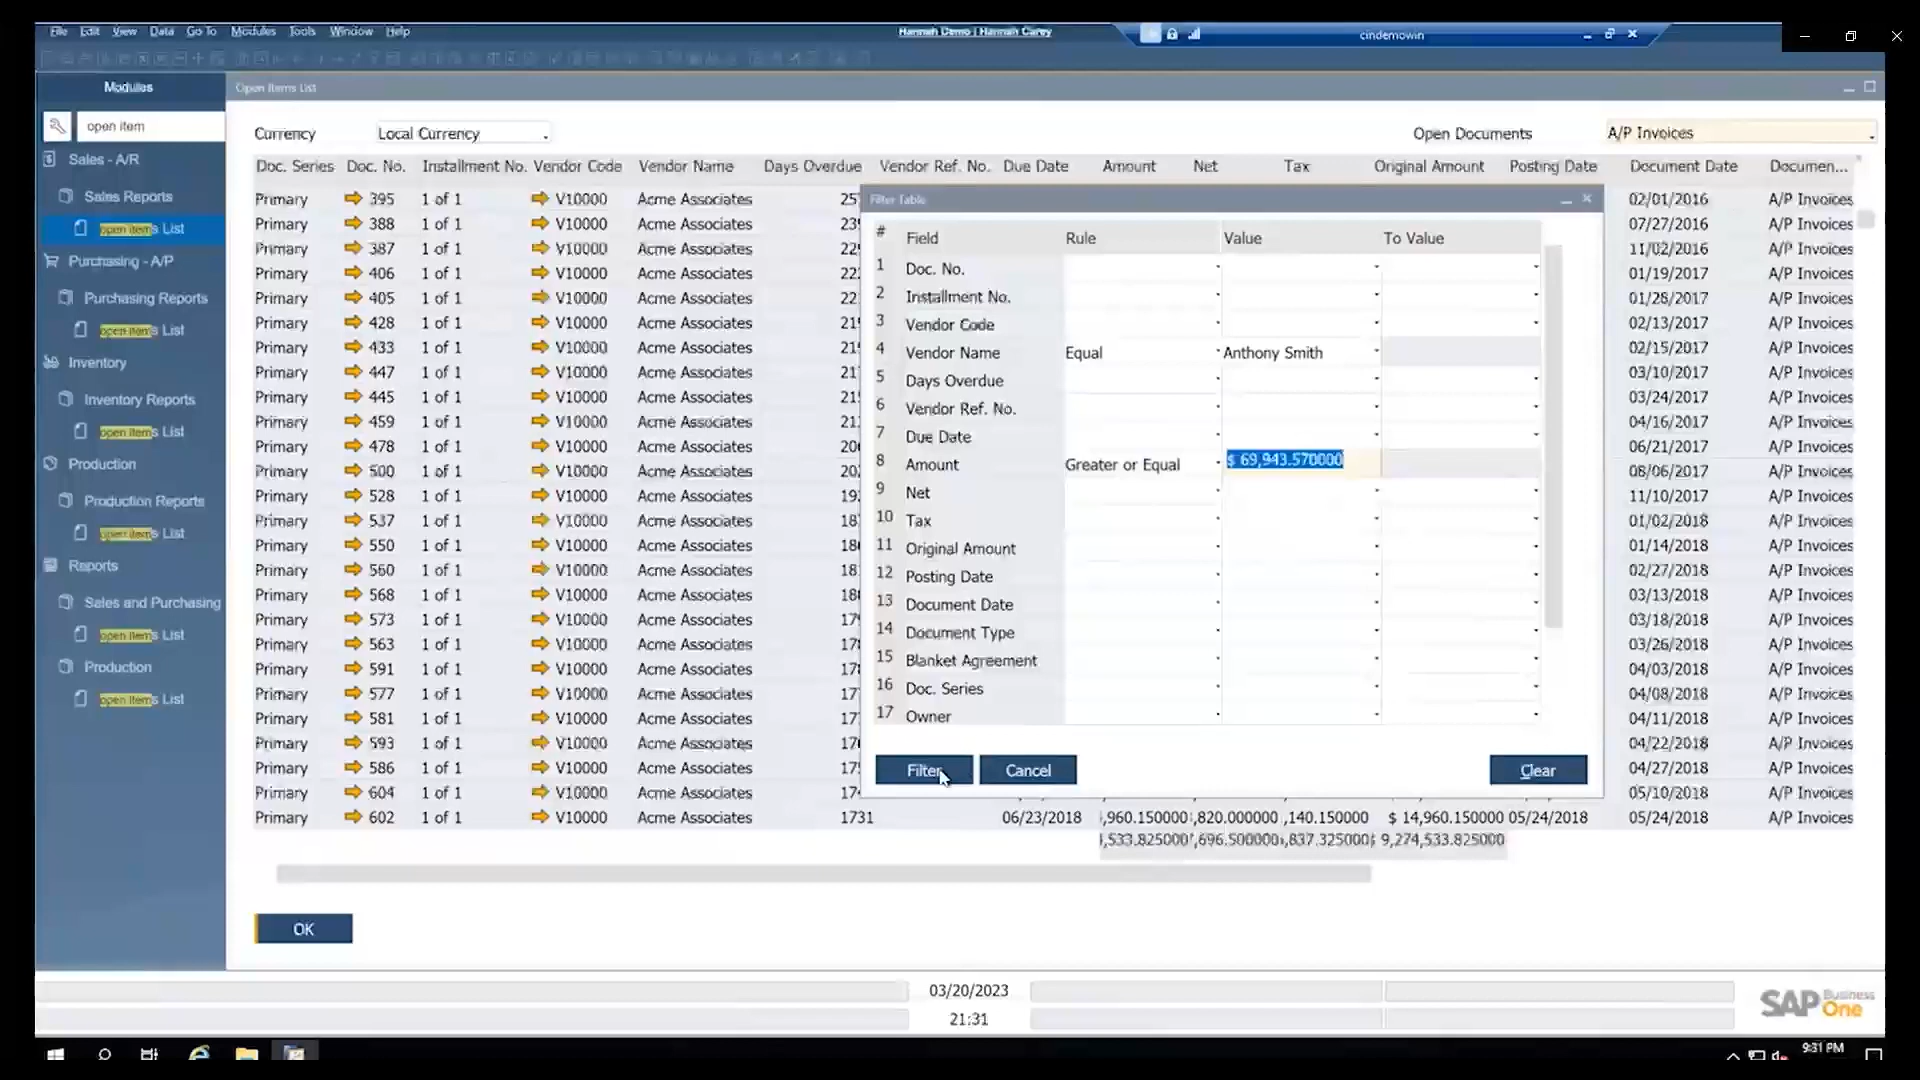 File Edit View Data Go To Modules Tools Window Help
Hannah Demo | Hannah Carey
cindemowin
Modules
open item
Sales - A/R
Sales Reports
open items List
Purchasing - A/P
Purchasing Reports
open items List
Inventory
Inventory Reports
open items List
Production
Production Reports
open items List
Reports
Sales and Purchasing
open items List
Production
open items List
Open Items List
Currency Local Currency Open Documents A/P Invoices
Doc. Series Doc. No. Installment No. Vendor Code Vendor Name Days Overdue Vendor Ref. No. Due Date Amount Net Tax Original Amount Posting Date Document Date Documen...
Primary 395 1 of 1 V10000 Acme Associates 02/01/2016 A/P Invoices
Primary 388 1 of 1 V10000 Acme Associates 07/27/2016 A/P Invoices
Primary 387 1 of 1 V10000 Acme Associates 11/02/2016 A/P Invoices
Primary 406 1 of 1 V10000 Acme Associates 01/19/2017 A/P Invoices
Primary 405 1 of 1 V10000 Acme Associates 01/28/2017 A/P Invoices
Primary 428 1 of 1 V10000 Acme Associates 02/13/2017 A/P Invoices
Primary 433 1 of 1 V10000 Acme Associates 02/15/2017 A/P Invoices
Primary 447 1 of 1 V10000 Acme Associates 03/10/2017 A/P Invoices
Primary 445 1 of 1 V10000 Acme Associates 03/24/2017 A/P Invoices
Primary 459 1 of 1 V10000 Acme Associates 04/16/2017 A/P Invoices
Primary 478 1 of 1 V10000 Acme Associates 06/21/2017 A/P Invoices
Primary 500 1 of 1 V10000 Acme Associates 08/06/2017 A/P Invoices
Primary 528 1 of 1 V10000 Acme Associates 11/10/2017 A/P Invoices
Primary 537 1 of 1 V10000 Acme Associates 01/02/2018 A/P Invoices
Primary 550 1 of 1 V10000 Acme Associates 01/14/2018 A/P Invoices
Primary 560 1 of 1 V10000 Acme Associates 02/27/2018 A/P Invoices
Primary 568 1 of 1 V10000 Acme Associates 03/13/2018 A/P Invoices
Primary 573 1 of 1 V10000 Acme Associates 03/18/2018 A/P Invoices
Primary 563 1 of 1 V10000 Acme Associates 03/26/2018 A/P Invoices
Primary 591 1 of 1 V10000 Acme Associates 04/03/2018 A/P Invoices
Primary 577 1 of 1 V10000 Acme Associates 04/08/2018 A/P Invoices
Primary 581 1 of 1 V10000 Acme Associates 04/11/2018 A/P Invoices
Primary 593 1 of 1 V10000 Acme Associates 04/22/2018 A/P Invoices
Primary 586 1 of 1 V10000 Acme Associates 04/27/2018 A/P Invoices
Primary 604 1 of 1 V10000 Acme Associates 05/10/2018 A/P Invoices
Primary 602 1 of 1 V10000 Acme Associates 1731 06/23/2018 ,960.150000 ,820.000000 ,140.150000 $ 14,960.150000 05/24/2018 05/24/2018 A/P Invoices
,533.825000 ,696.500000 ,837.325000 $ 9,274,533.825000
Filter Table
# Field Rule Value To Value
1 Doc. No.
2 Installment No.
3 Vendor Code
4 Vendor Name Equal Anthony Smith
5 Days Overdue
6 Vendor Ref. No.
7 Due Date
8 Amount Greater or Equal $ 69,943.570000
9 Net
10 Tax
11 Original Amount
12 Posting Date
13 Document Date
14 Document Type
15 Blanket Agreement
16 Doc. Series
17 Owner
Filter Cancel Clear
OK
03/20/2023
21:31
SAP Business One
9:31 PM